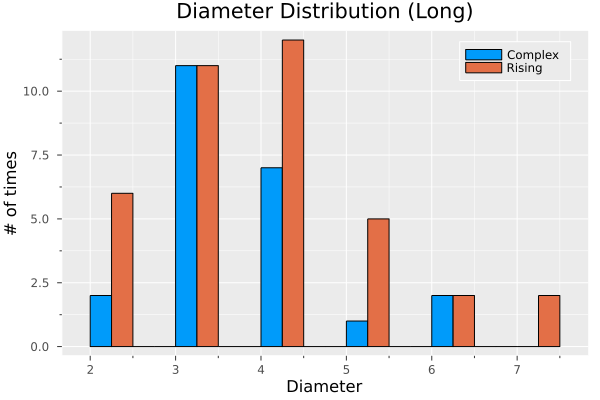 Diameter Distribution (Long)
Complex
Rising
# of times
10.0
7.5
5.0
2.5
0.0
2 3 4 5 6 7
Diameter